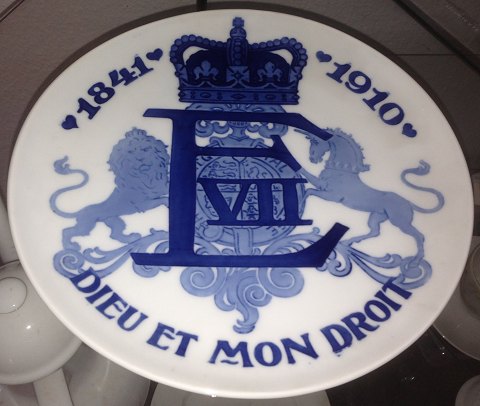 1841 1910
E
VII
DIEU ET MON DROIT